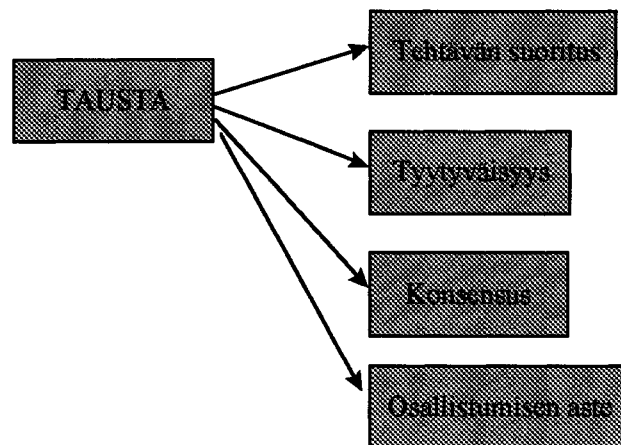 TAUSTA
Tehtävän suoritus
Tyytyväisyys
Konsensus
Osallistumisen aste